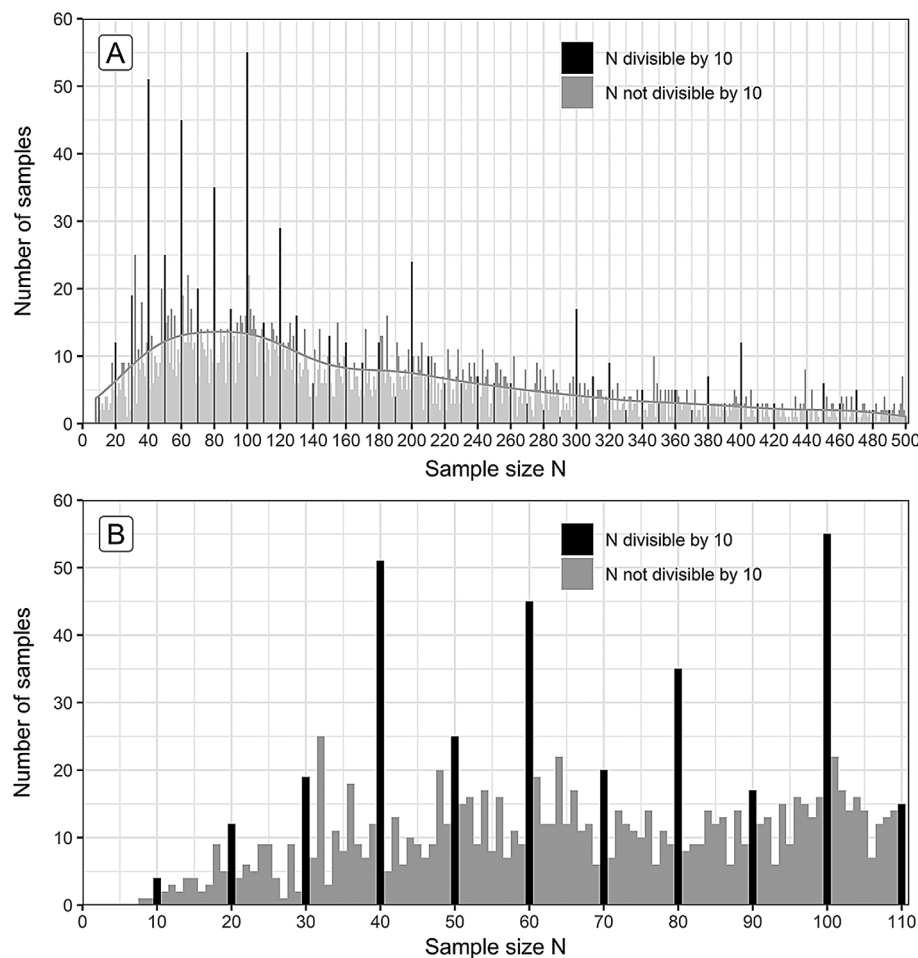 A
N divisible by 10
N not divisible by 10
Number of samples
60
50
40
30
20
10
0
0 20 40 60 80 100 120 140 160 180 200 220 240 260 280 300 320 340 360 380 400 420 440 460 480 500
Sample size N
B
N divisible by 10
N not divisible by 10
Number of samples
60
50
40
30
20
10
0
0 10 20 30 40 50 60 70 80 90 100 110
Sample size N